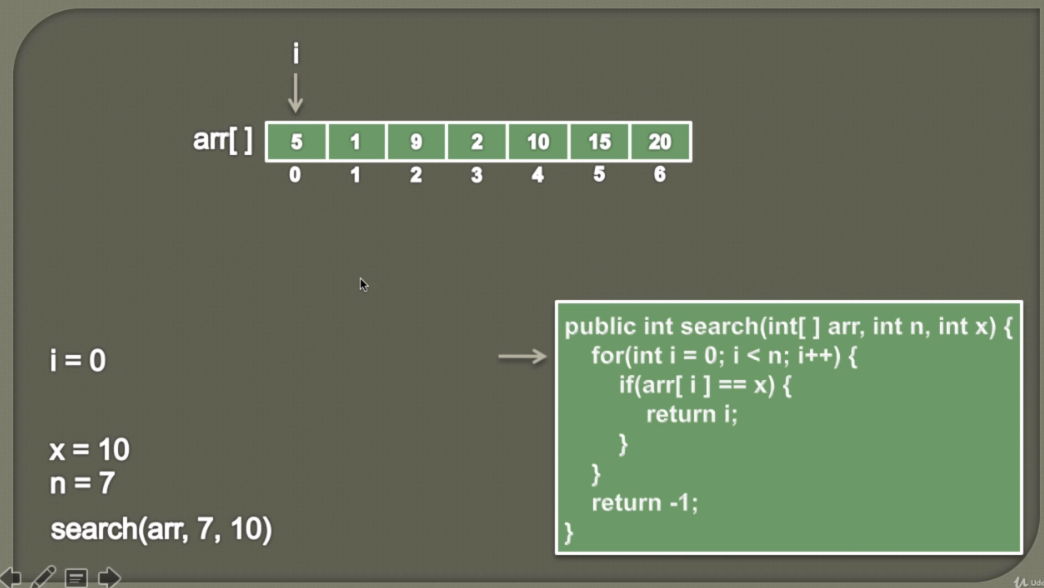 i
arr[ ] 5 1 9 2 10 15 20
0 1 2 3 4 5 6
i = 0
x = 10
n = 7
search(arr, 7, 10)
public int search(int[ ] arr, int n, int x) {
for(int i = 0; i < n; i++) {
if(arr[ i ] == x) {
return i;
}
}
return -1;
}